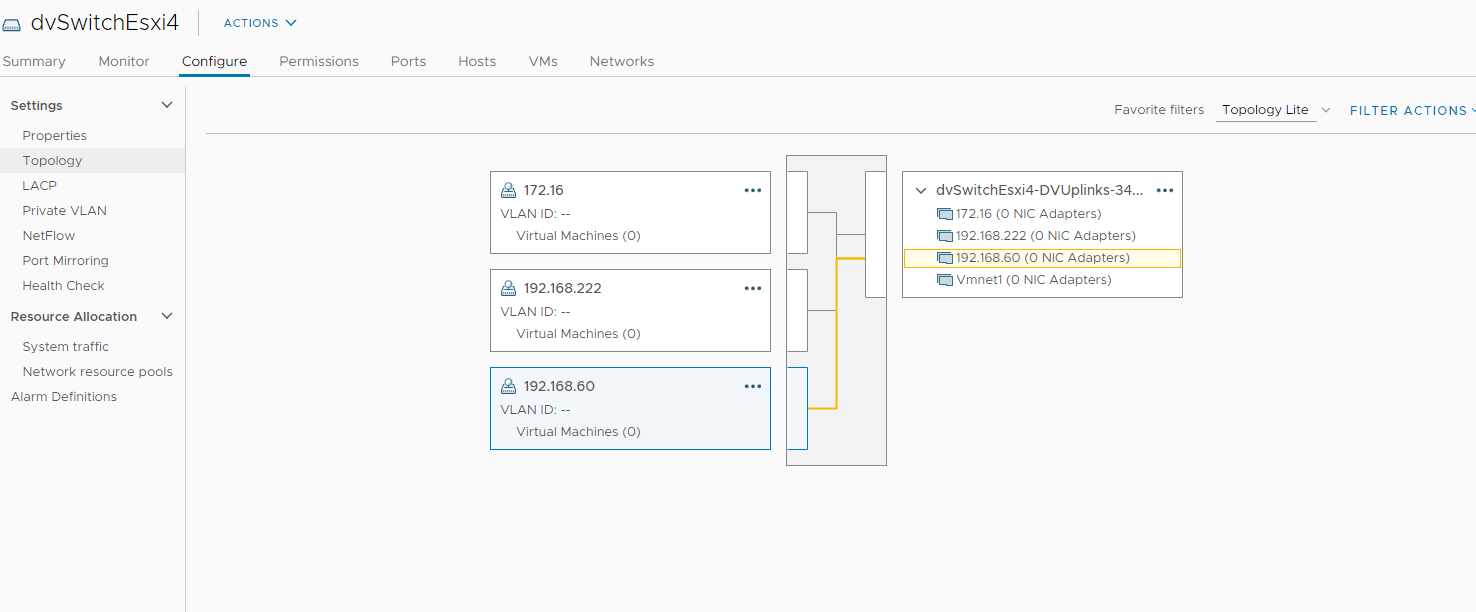 dvSwitchEsxi4
ACTIONS
Summary Monitor Configure Permissions Ports Hosts VMs Networks
Settings
Properties
Topology
LACP
Private VLAN
NetFlow
Port Mirroring
Health Check
Resource Allocation
System traffic
Network resource pools
Alarm Definitions
Favorite filters Topology Lite FILTER ACTIONS
172.16
VLAN ID: --
Virtual Machines (0)
192.168.222
VLAN ID: --
Virtual Machines (0)
192.168.60
VLAN ID: --
Virtual Machines (0)
dvSwitchEsxi4-DVUplinks-34...
172.16 (0 NIC Adapters)
192.168.222 (0 NIC Adapters)
192.168.60 (0 NIC Adapters)
Vmnet1 (0 NIC Adapters)